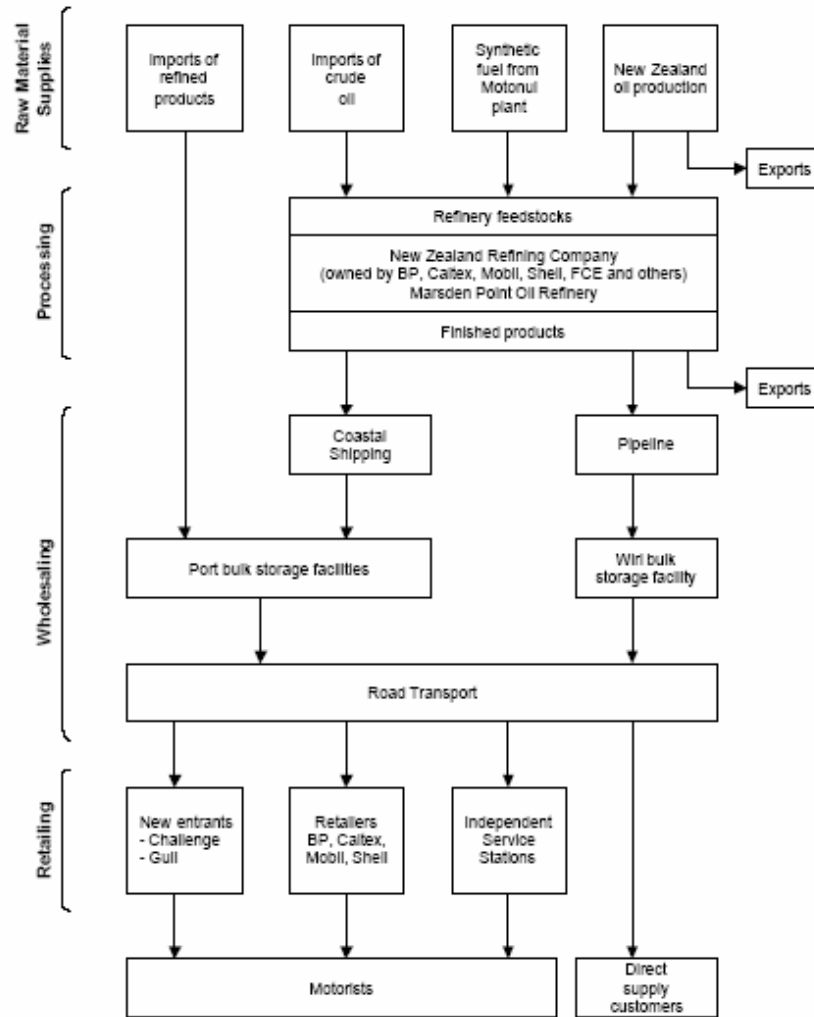 Raw Material
Supplies
Imports of
refined
products
Imports of
crude
oil
Synthetic
fuel from
Motonui
plant
New Zealand
oil production
Exports
Processing
Refinery feedstocks
New Zealand Refining Company
(owned by BP, Caltex, Mobil, Shell, FCE and others)
Marsden Point Oil Refinery
Finished products
Exports
Wholesaling
Coastal
Shipping
Pipeline
Port bulk storage facilities
Wiri bulk
storage facility
Road Transport
Retailing
New entrants
- Challenge
- Gull
Retailers
BP, Caltex,
Mobil, Shell
Independent
Service
Stations
Motorists
Direct
supply
customers